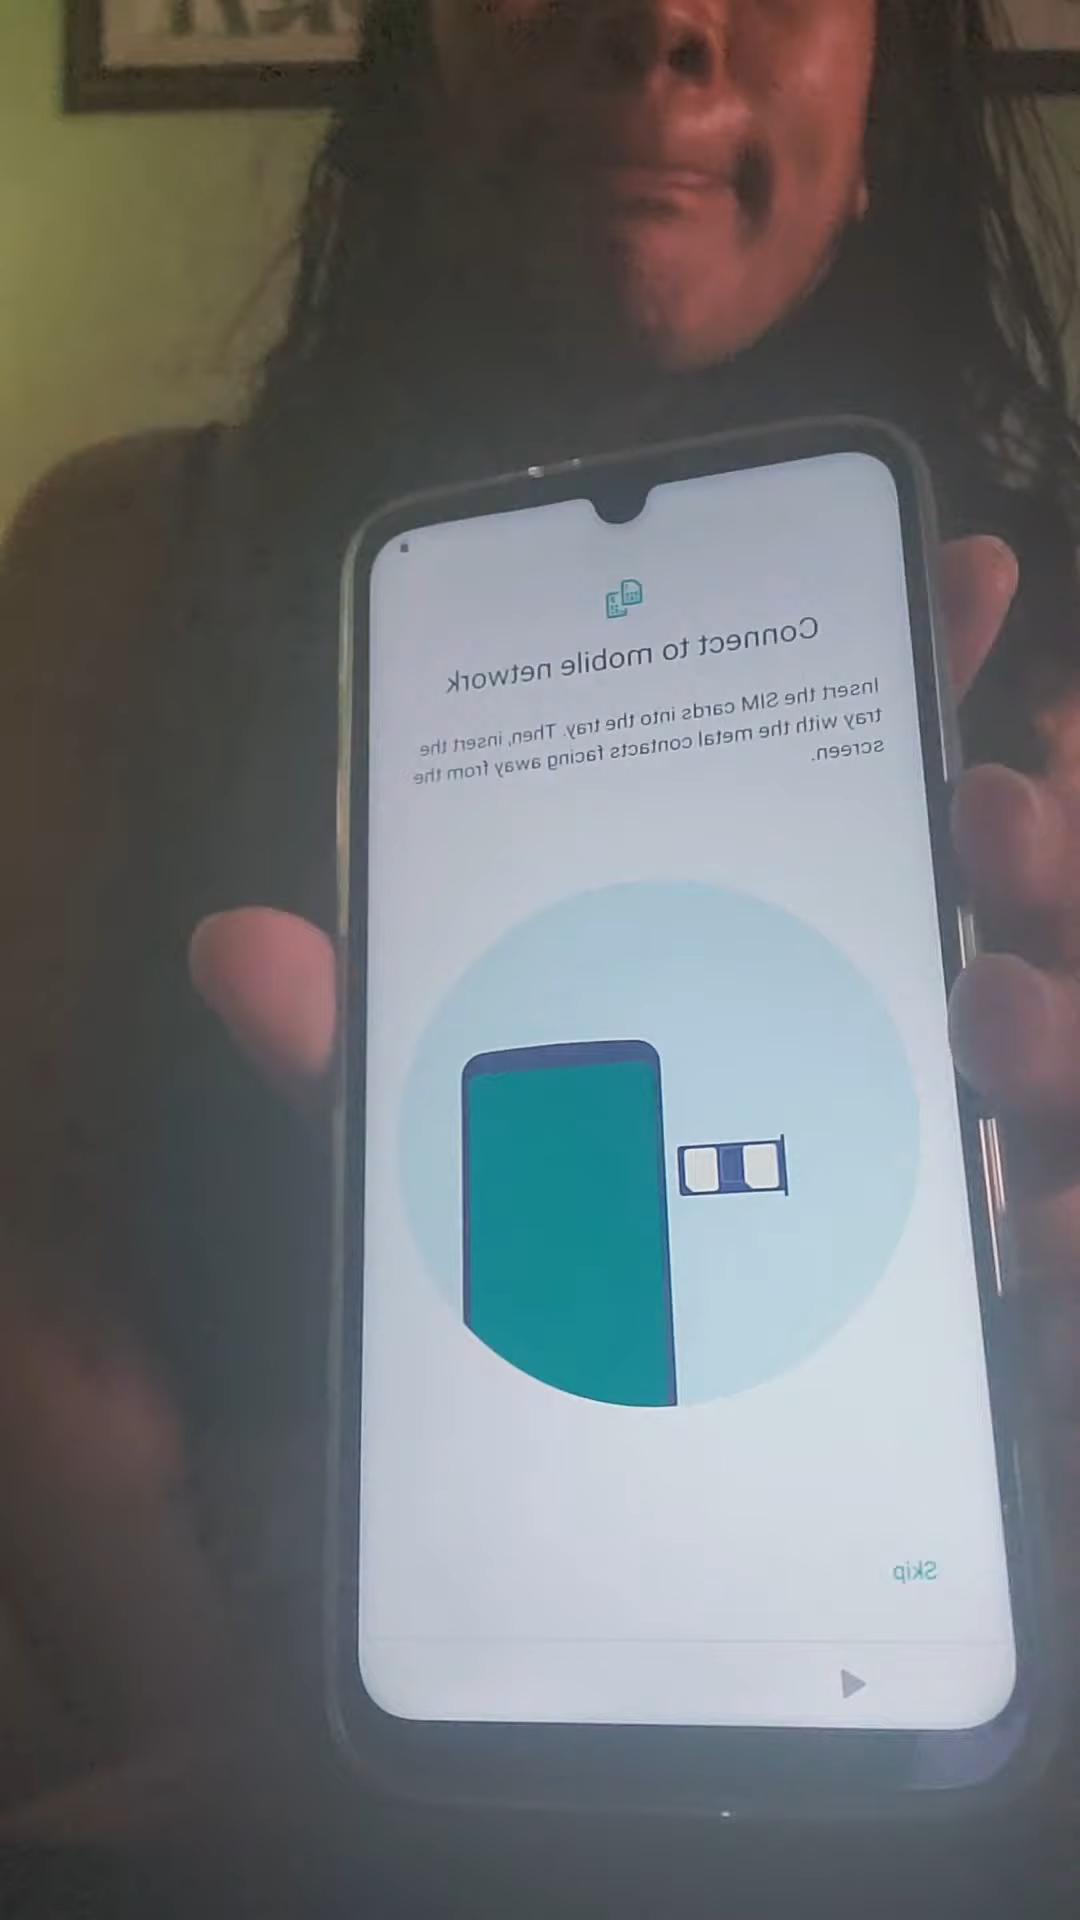 Connect to mobile network
Insert the SIM cards into the tray. Then, insert the
tray with the metal contacts facing away from the
screen.
Skip